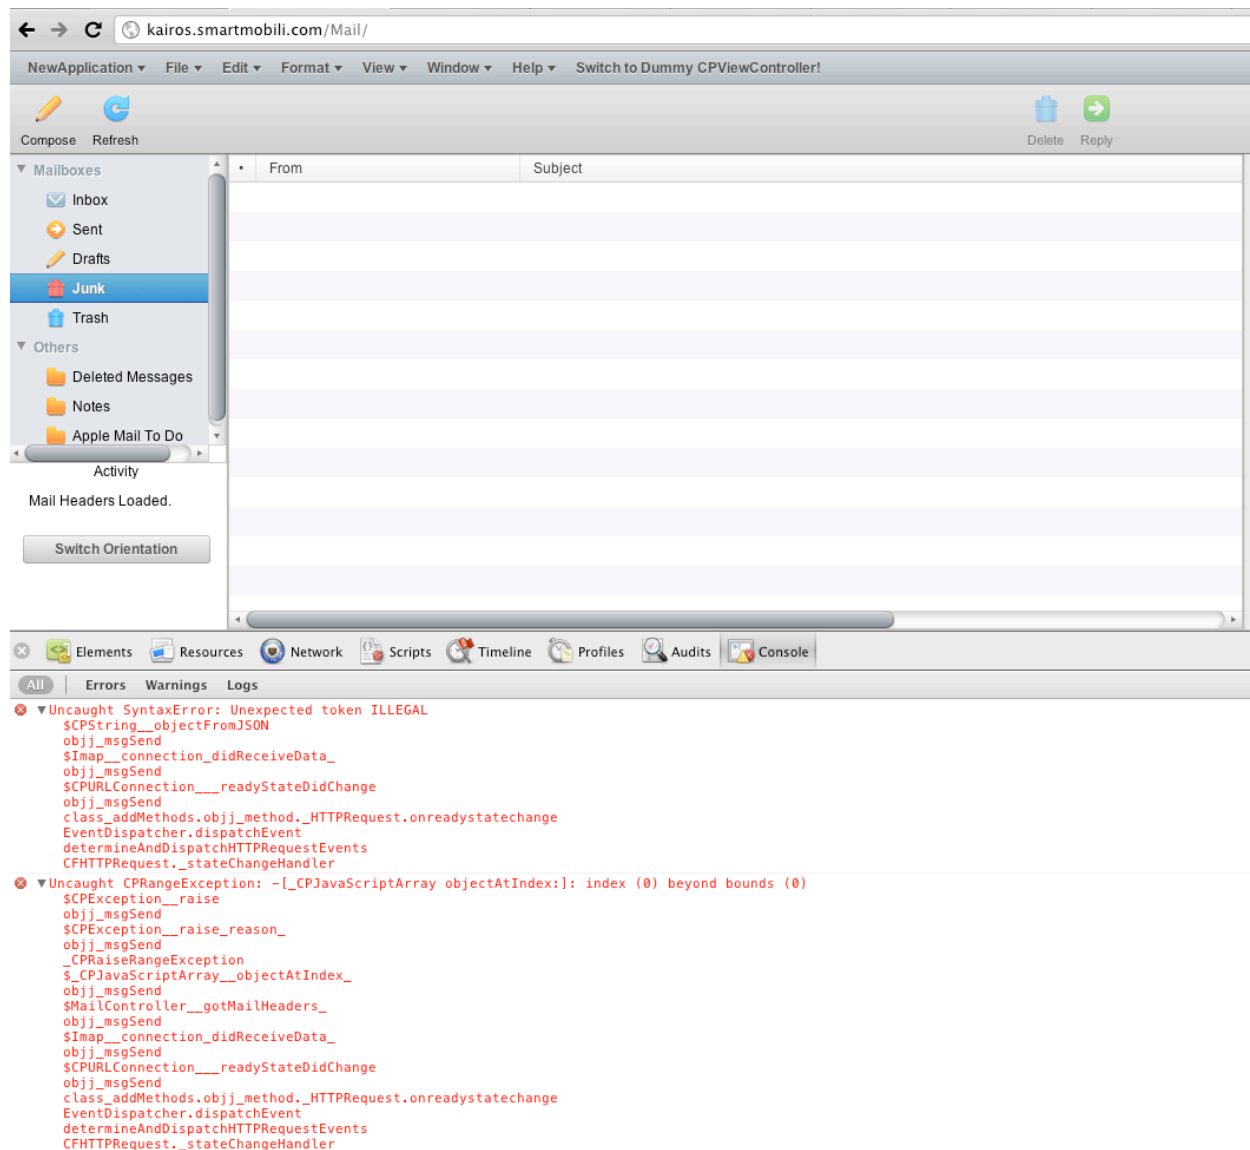 kairos.smartmobili.com/Mail/
NewApplication File Edit Format View Window Help Switch to Dummy CPViewController!
Compose Refresh Delete Reply
Mailboxes • From Subject
Inbox
Sent
Drafts
Junk
Trash
Others
Deleted Messages
Notes
Apple Mail To Do
Activity
Mail Headers Loaded.
Switch Orientation
Elements Resources Network Scripts Timeline Profiles Audits Console
All Errors Warnings Logs
Uncaught SyntaxError: Unexpected token ILLEGAL
$CPString__objectFromJSON
objj_msgSend
$Imap__connection_didReceiveData_
objj_msgSend
$CPURLConnection___readyStateDidChange
objj_msgSend
class_addMethods.objj_method._HTTPRequest.onreadystatechange
EventDispatcher.dispatchEvent
determineAndDispatchHTTPRequestEvents
CFHTTPRequest._stateChangeHandler
Uncaught CPRangeException: -[_CPJavaScriptArray objectAtIndex:]: index (0) beyond bounds (0)
$CPException__raise
objj_msgSend
$CPException__raise_reason_
objj_msgSend
_CPRaiseRangeException
$_CPJavaScriptArray__objectAtIndex_
objj_msgSend
$MailController__gotMailHeaders_
objj_msgSend
$Imap__connection_didReceiveData_
objj_msgSend
$CPURLConnection___readyStateDidChange
objj_msgSend
class_addMethods.objj_method._HTTPRequest.onreadystatechange
EventDispatcher.dispatchEvent
determineAndDispatchHTTPRequestEvents
CFHTTPRequest._stateChangeHandler